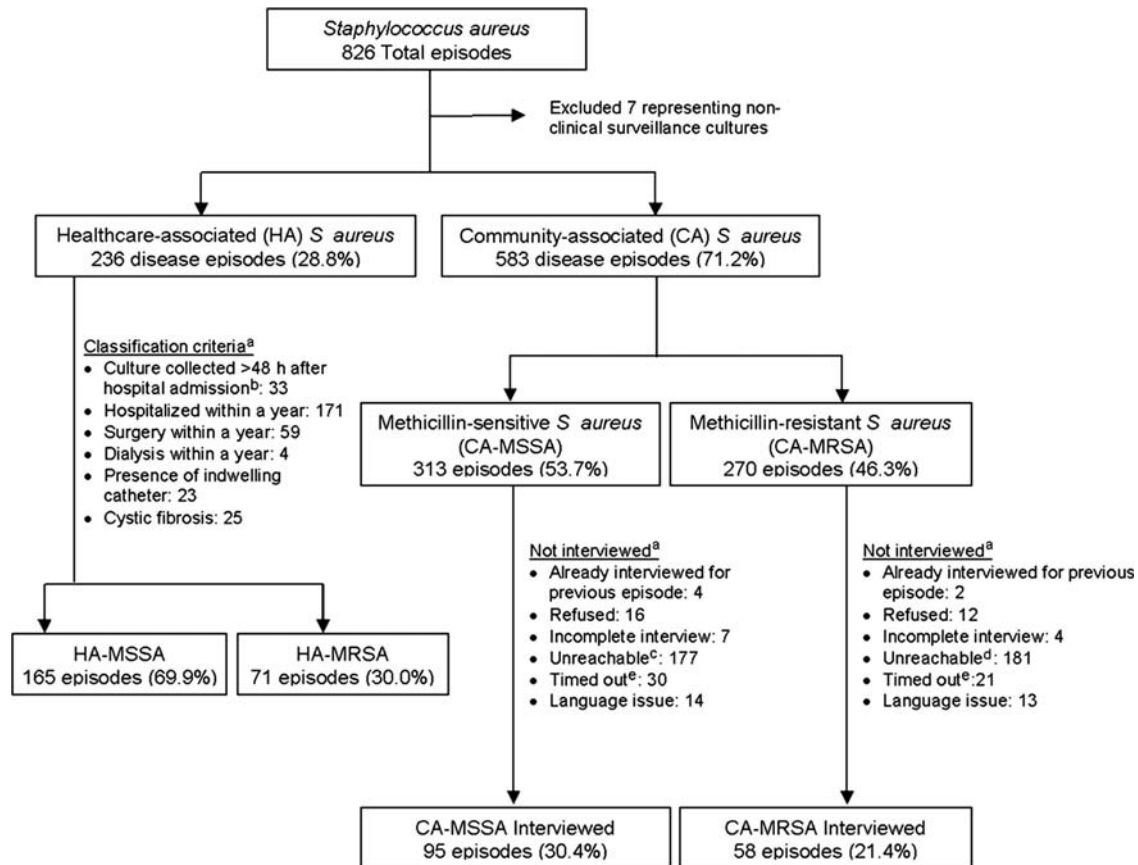 Staphylococcus aureus
826 Total episodes
Excluded 7 representing non-
clinical surveillance cultures
Healthcare-associated (HA) S aureus
236 disease episodes (28.8%)
Community-associated (CA) S aureus
583 disease episodes (71.2%)
Classification criteriaª
• Culture collected >48 h after
hospital admissionᵇ: 33
• Hospitalized within a year: 171
• Surgery within a year: 59
• Dialysis within a year: 4
• Presence of indwelling
catheter: 23
• Cystic fibrosis: 25
Methicillin-sensitive S aureus
(CA-MSSA)
313 episodes (53.7%)
Methicillin-resistant S aureus
(CA-MRSA)
270 episodes (46.3%)
HA-MSSA
165 episodes (69.9%)
HA-MRSA
71 episodes (30.0%)
Not interviewedª
• Already interviewed for
previous episode: 4
• Refused: 16
• Incomplete interview: 7
• Unreachableᶜ: 177
• Timed outᵉ: 30
• Language issue: 14
Not interviewedª
• Already interviewed for previous
episode: 2
• Refused: 12
• Incomplete interview: 4
• Unreachableᵈ: 181
• Timed outᵉ:21
• Language issue: 13
CA-MSSA Interviewed
95 episodes (30.4%)
CA-MRSA Interviewed
58 episodes (21.4%)